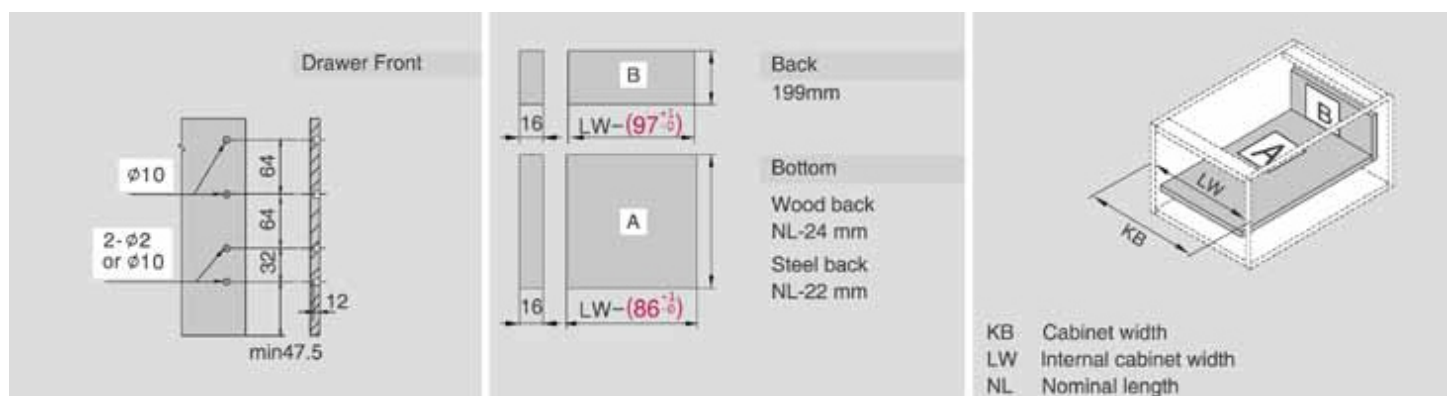 Drawer Front
ø10
64
64
2-ø2
or ø10
32
12
min47.5
B
16
LW-(97+1-0)
A
16
LW-(86+1-0)
Back
199mm
Bottom
Wood back
NL-24 mm
Steel back
NL-22 mm
B
A
LW
KB
KB Cabinet width
LW Internal cabinet width
NL Nominal length